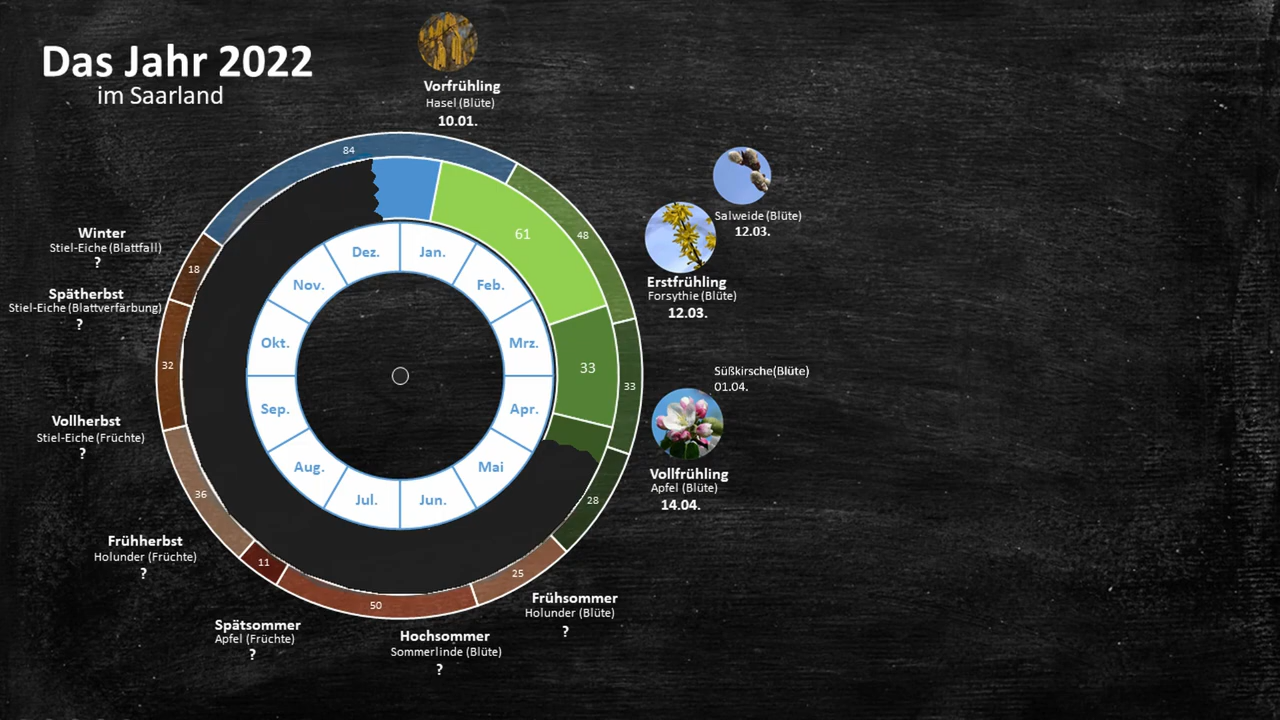 Das Jahr 2022
im Saarland
Vorfrühling
Hasel (Blüte)
10.01.
Salweide (Blüte)
12.03.
Erstfrühling
Forsythie (Blüte)
12.03.
Süßkirsche(Blüte)
01.04.
Vollfrühling
Apfel (Blüte)
14.04.
Frühsommer
Holunder (Blüte)
?
Hochsommer
Sommerlinde (Blüte)
?
Spätsommer
Apfel (Früchte)
?
Frühherbst
Holunder (Früchte)
?
Vollherbst
Stiel-Eiche (Früchte)
?
Spätherbst
Stiel-Eiche (Blattverfärbung)
?
Winter
Stiel-Eiche (Blattfall)
?
84
48
33
28
25
50
11
36
32
18
61
33
Jan.
Feb.
Mrz.
Apr.
Mai
Jun.
Jul.
Aug.
Sep.
Okt.
Nov.
Dez.